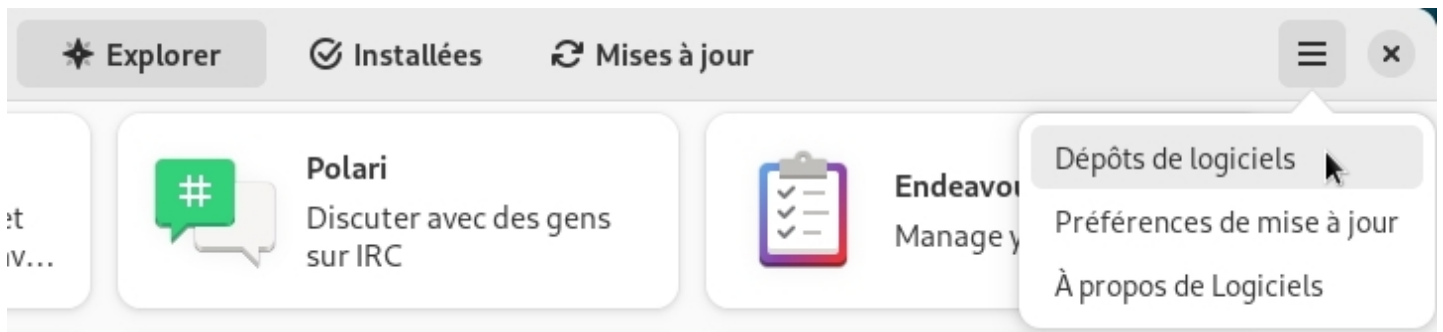 Explorer Installées Mises à jour
Polari
Discuter avec des gens
sur IRC
Manage
Dépôts de logiciels
Préférences de mise à jour
À propos de Logiciels